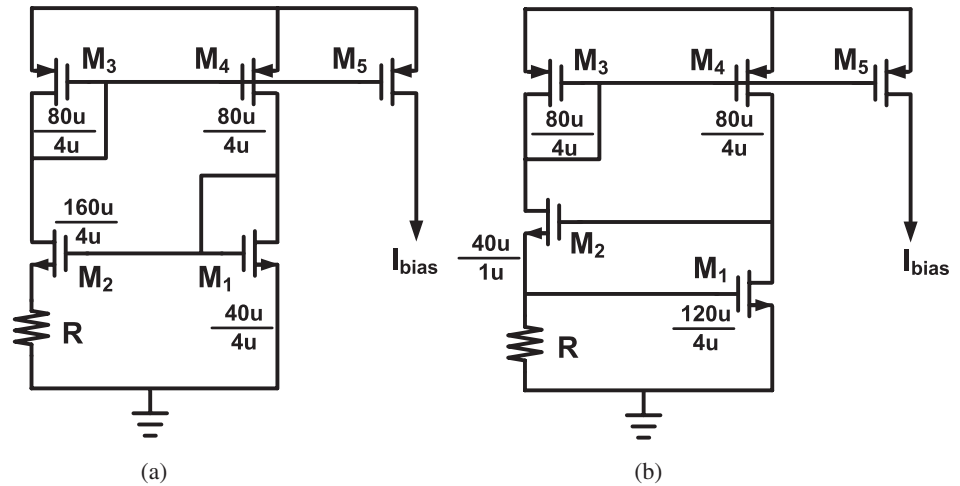 M3 M4 M5
80u
4u
80u
4u
160u
4u
M2 M1
Ibias
R
40u
4u
(a)
M3 M4 M5
80u
4u
80u
4u
M2
40u
1u
M1
Ibias
120u
4u
R
(b)